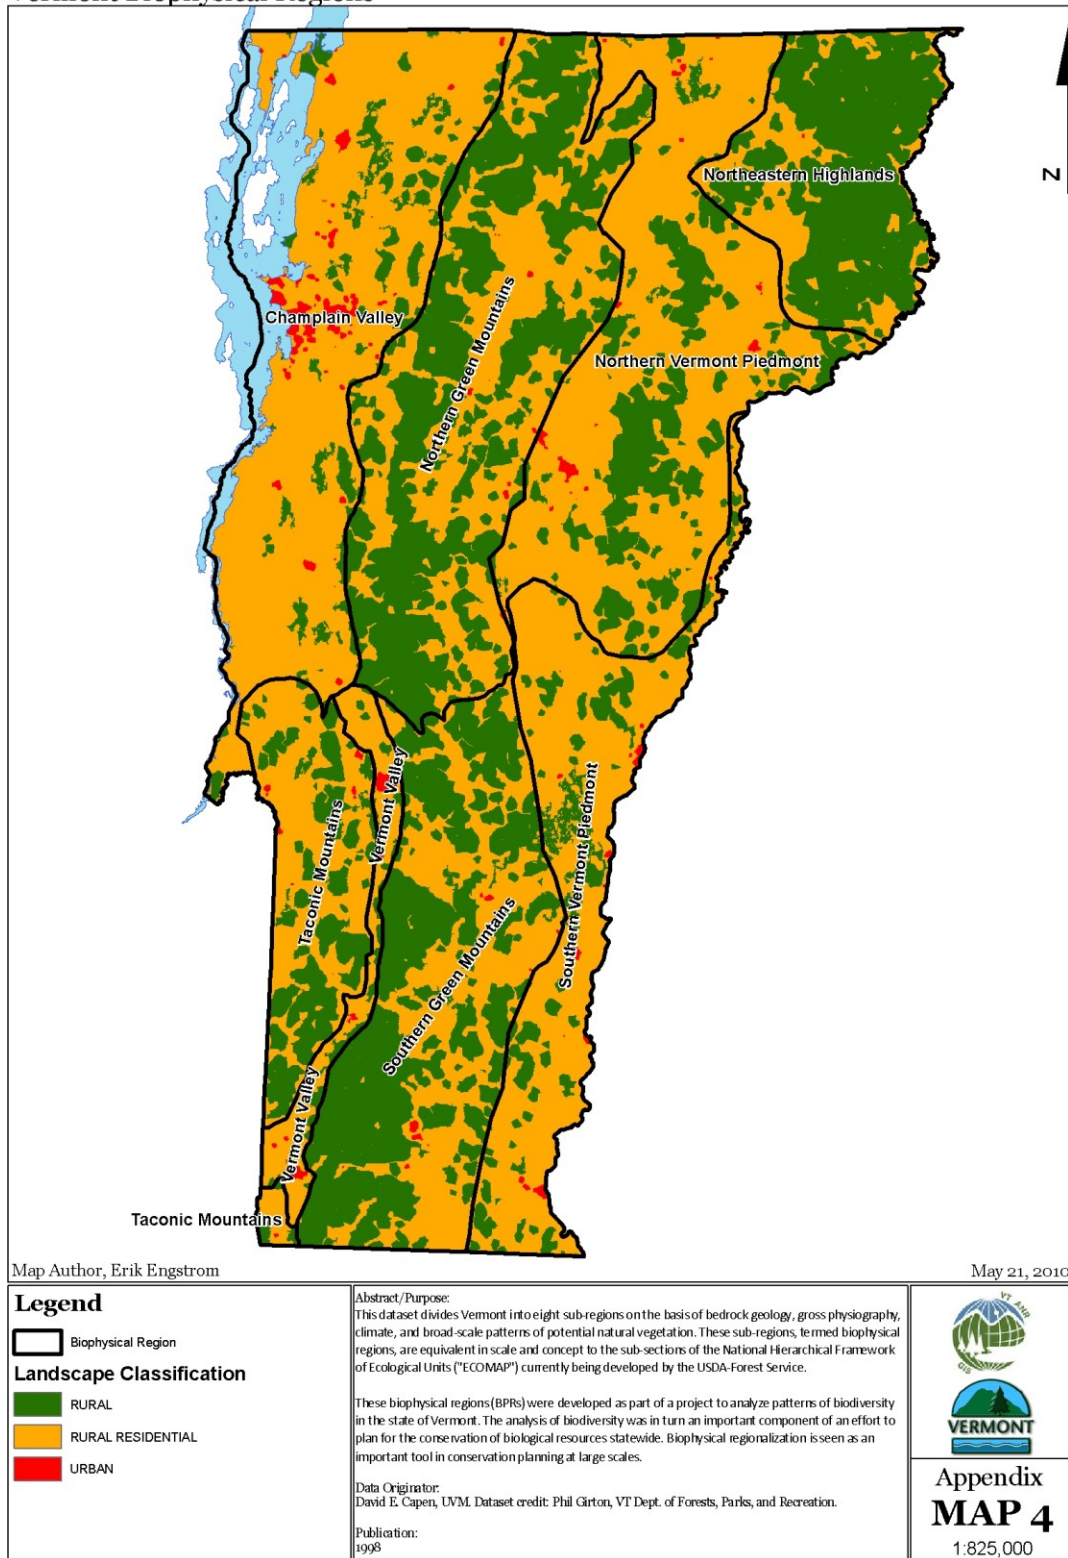 Vermont Biophysical Regions
Northeastern Highlands
Z
Champlain Valley
Northern Green Mountains
Northern Vermont Piedmont
Vermont Valley
Taconic Mountains
Southern Vermont Piedmont
Southern Green Mountains
Vermont Valley
Taconic Mountains
Map Author, Erik Engstrom
May 21, 2010
Legend
Biophysical Region
Landscape Classification
RURAL
RURAL RESIDENTIAL
URBAN
Abstract/Purpose:
This dataset divides Vermont into eight sub-regions on the basis of bedrock geology, gross physiography,
climate, and broad-scale patterns of potential natural vegetation. These sub-regions, termed biophysical
regions, are equivalent in scale and concept to the sub-sections of the National Hierarchical Framework
of Ecological Units ("ECOMAP") currently being developed by the USDA-Forest Service.
These biophysical regions (BPRs) were developed as part of a project to analyze patterns of biodiversity
in the state of Vermont. The analysis of biodiversity was in turn an important component of an effort to
plan for the conservation of biological resources statewide. Biophysical regionalization is seen as an
important tool in conservation planning at large scales.
Data Originator:
David E. Capen, UVM. Dataset credit: Phil Girton, VT Dept. of Forests, Parks, and Recreation.
Publication:
1998
VT ANR
GIS
VERMONT
Appendix
MAP 4
1:825,000